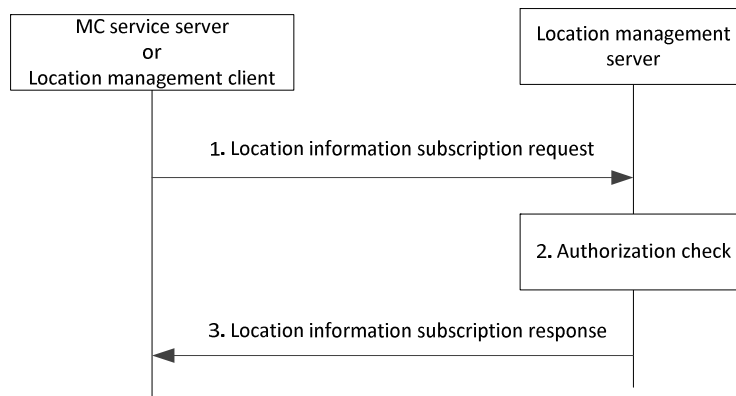 MC service server
or
Location management client
Location management
server
1. Location information subscription request
2. Authorization check
3. Location information subscription response